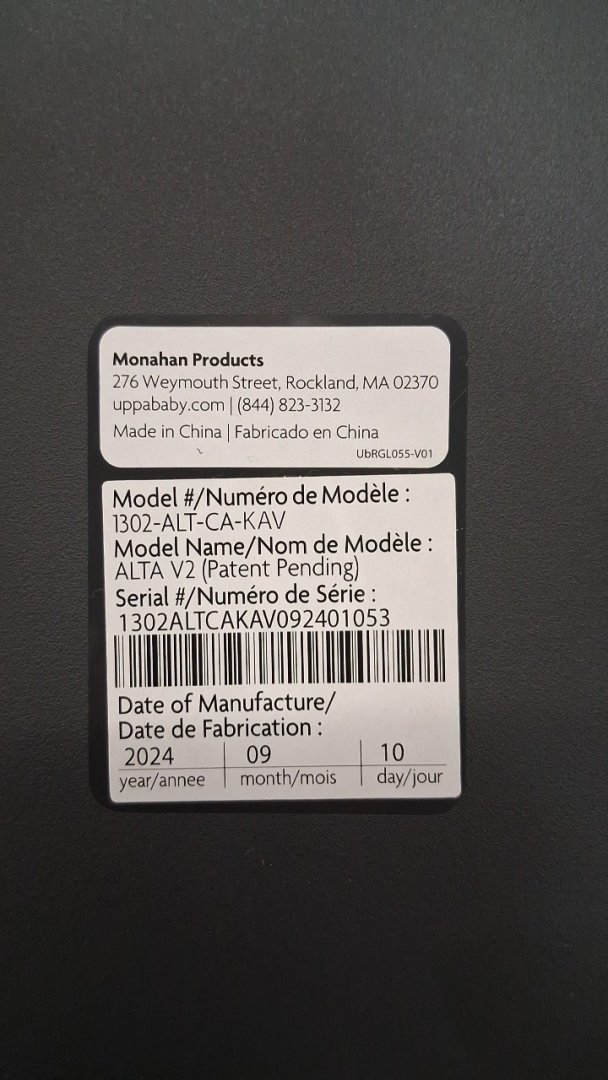 Monahan Products
276 Weymouth Street, Rockland, MA 02370
uppababy.com | (844) 823-3132
Made in China | Fabricado en China
UbRGL055-V01
Model #/Numéro de Modèle :
1302-ALT-CA-KAV
Model Name/Nom de Modèle :
ALTA V2 (Patent Pending)
Serial #/Numéro de Série :
1302ALTCAKAV092401053
Date of Manufacture/
Date de Fabrication :
2024 | 09 | 10
year/annee | month/mois | day/jour